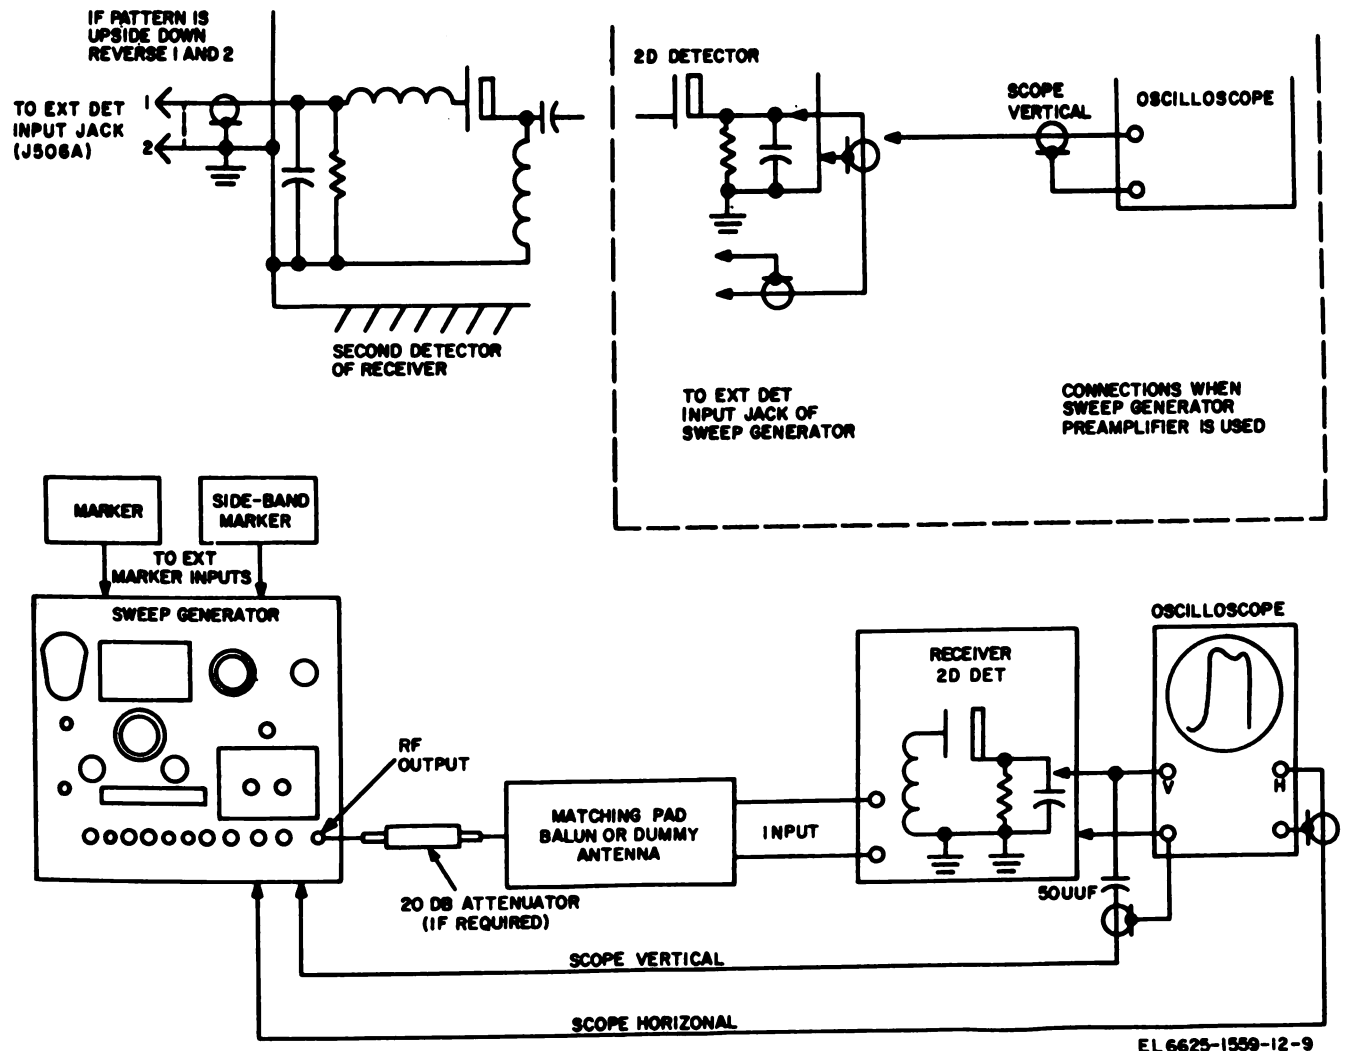 IF PATTERN IS
UPSIDE DOWN
REVERSE 1 AND 2
TO EXT DET
INPUT JACK
(J506A)
1
2
SECOND DETECTOR
OF RECEIVER
2D DETECTOR
SCOPE
VERTICAL
OSCILLOSCOPE
TO EXT DET
INPUT JACK OF
SWEEP GENERATOR
CONNECTIONS WHEN
SWEEP GENERATOR
PREAMPLIFIER IS USED
MARKER
SIDE-BAND
MARKER
TO EXT
MARKER INPUTS
SWEEP GENERATOR
RF
OUTPUT
20 DB ATTENUATOR
(IF REQUIRED)
MATCHING PAD
BALUN OR DUMMY
ANTENNA
INPUT
RECEIVER
2D DET
50UUF
OSCILLOSCOPE
V
H
SCOPE VERTICAL
SCOPE HORIZONAL
EL6625-1559-12-9